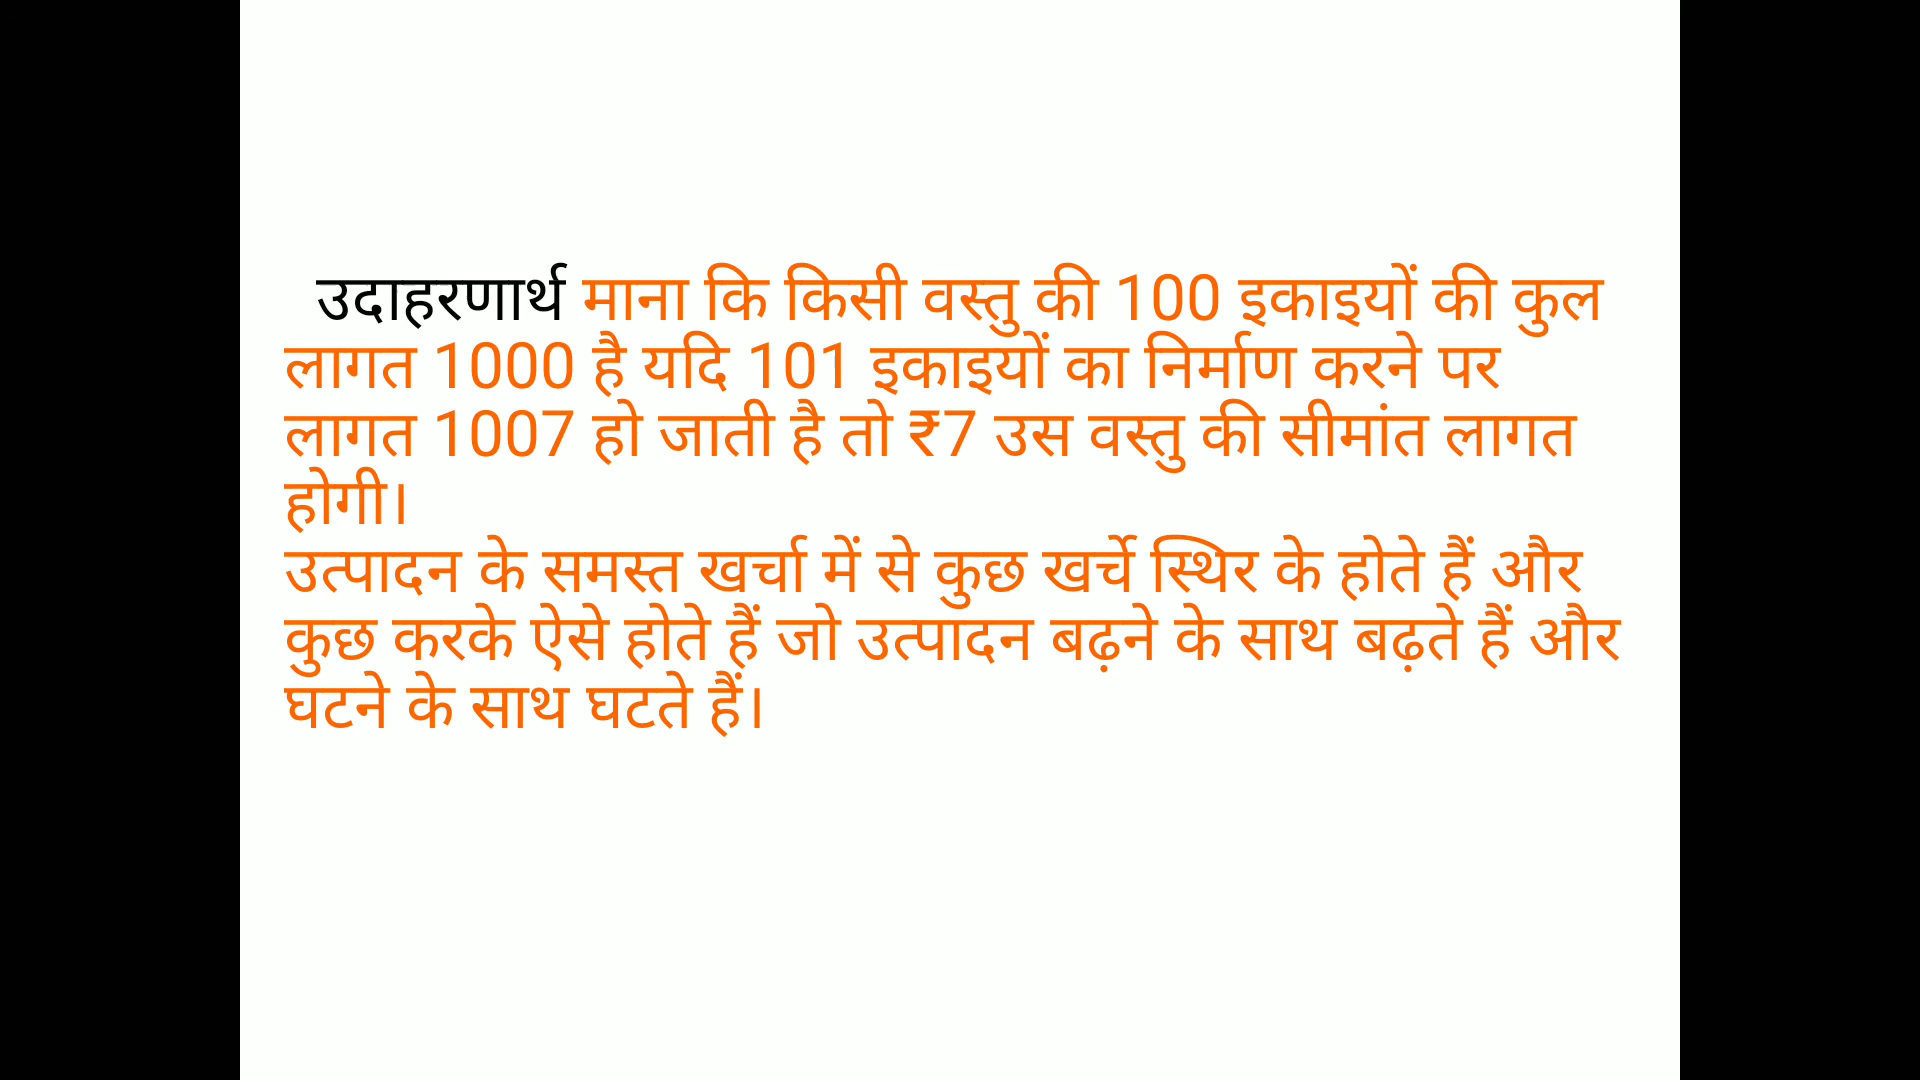 उदाहरणार्थ माना कि किसी वस्तु की 100 इकाइयों की कुल
लागत 1000 है यदि 101 इकाइयों का निर्माण करने पर
लागत 1007 हो जाती है तो ₹7 उस वस्तु की सीमांत लागत
होगी।
उत्पादन के समस्त खर्चा में से कुछ खर्चे स्थिर के होते हैं और
कुछ करके ऐसे होते हैं जो उत्पादन बढ़ने के साथ बढ़ते हैं और
घटने के साथ घटते हैं।